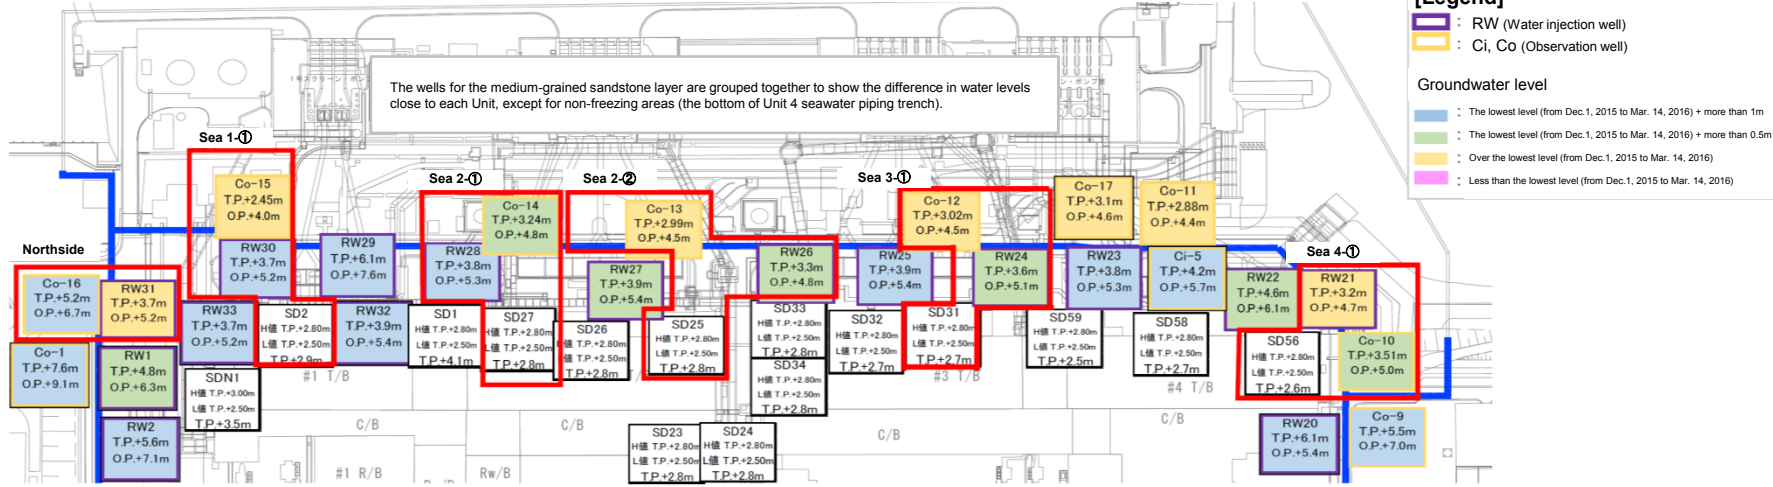 [Legend]
: RW (Water injection well)
: Ci, Co (Observation well)
Groundwater level
: The lowest level (from Dec.1, 2015 to Mar. 14, 2016) + more than 1m
: The lowest level (from Dec.1, 2015 to Mar. 14, 2016) + more than 0.5m
: Over the lowest level (from Dec.1, 2015 to Mar. 14, 2016)
: Less than the lowest level (from Dec.1, 2015 to Mar. 14, 2016)
The wells for the medium-grained sandstone layer are grouped together to show the difference in water levels
close to each Unit, except for non-freezing areas (the bottom of Unit 4 seawater piping trench).
Sea 1-①
Sea 2-①
Sea 2-②
Sea 3-①
Sea 4-①
Northside
Co-15
T.P.+2.45m
O.P.+4.0m
Co-14
T.P.+3.24m
O.P.+4.8m
Co-13
T.P.+2.99m
O.P.+4.5m
Co-12
T.P.+3.02m
O.P.+4.5m
Co-17
T.P.+3.1m
O.P.+4.6m
Co-11
T.P.+2.88m
O.P.+4.4m
Co-16
T.P.+5.2m
O.P.+6.7m
RW31
T.P.+3.7m
O.P.+5.2m
RW30
T.P.+3.7m
O.P.+5.2m
RW29
T.P.+6.1m
O.P.+7.6m
RW28
T.P.+3.8m
O.P.+5.3m
RW27
T.P.+3.9m
O.P.+5.4m
RW26
T.P.+3.3m
O.P.+4.8m
RW25
T.P.+3.9m
O.P.+5.4m
RW24
T.P.+3.6m
O.P.+5.1m
RW23
T.P.+3.8m
O.P.+5.3m
Ci-5
T.P.+4.2m
O.P.+5.7m
RW22
T.P.+4.6m
O.P.+6.1m
RW21
T.P.+3.2m
O.P.+4.7m
RW33
T.P.+3.7m
O.P.+5.2m
SD2
H値 T.P.+2.80m
L値 T.P.+2.50m
T.P.+2.9m
RW32
T.P.+3.9m
O.P.+5.4m
SD1
H値 T.P.+2.80m
L値 T.P.+2.50m
T.P.+4.1m
SD27
H値 T.P.+2.80m
L値 T.P.+2.50m
T.P.+2.8m
SD26
H値 T.P.+2.80m
L値 T.P.+2.50m
T.P.+2.8m
SD25
H値 T.P.+2.80m
L値 T.P.+2.50m
T.P.+2.8m
SD33
H値 T.P.+2.80m
L値 T.P.+2.50m
T.P.+2.8m
SD32
H値 T.P.+2.80m
L値 T.P.+2.50m
T.P.+2.7m
SD31
H値 T.P.+2.80m
L値 T.P.+2.50m
T.P.+2.7m
SD59
H値 T.P.+2.80m
L値 T.P.+2.50m
T.P.+2.5m
SD58
H値 T.P.+2.80m
L値 T.P.+2.50m
T.P.+2.7m
SD56
H値 T.P.+2.80m
L値 T.P.+2.50m
T.P.+2.6m
Co-10
T.P.+3.51m
O.P.+5.0m
Co-1
T.P.+7.6m
O.P.+9.1m
RW1
T.P.+4.8m
O.P.+6.3m
SDN1
H値 T.P.+3.00m
L値 T.P.+2.50m
T.P.+3.5m
SD34
H値 T.P.+2.80m
L値 T.P.+2.50m
T.P.+2.8m
#1 T/B
#3 T/B
#4 T/B
RW2
T.P.+5.6m
O.P.+7.1m
C/B
C/B
C/B
C/B
SD23
H値 T.P.+2.80m
L値 T.P.+2.50m
T.P.+2.8m
SD24
H値 T.P.+2.80m
L値 T.P.+2.50m
T.P.+2.8m
RW20
T.P.+6.1m
O.P.+5.4m
Co-9
T.P.+5.5m
O.P.+7.0m
#1 R/B
Rw/B